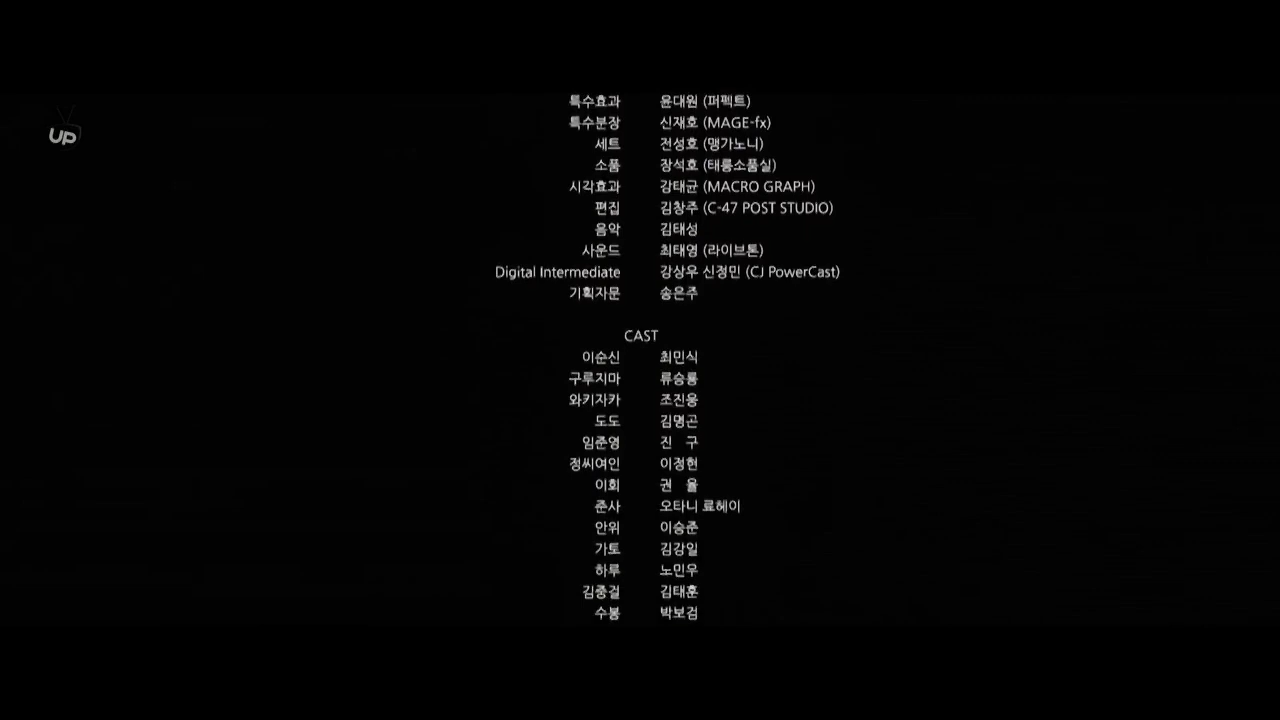 UP
특수효과 윤대원 (퍼펙트)
특수분장 신재호 (MAGE-fx)
세트 전성호 (맹가노니)
소품 장석호 (태릉소품실)
시각효과 강태균 (MACRO GRAPH)
편집 김창주 (C-47 POST STUDIO)
음악 김태성
사운드 최태영 (라이브톤)
Digital Intermediate 강상우 신정민 (CJ PowerCast)
기획자문 송은주
CAST
이순신 최민식
구루지마 류승룡
와키자카 조진웅
도도 김명곤
임준영 진 구
정씨여인 이정현
이회 권 율
준사 오타니 료헤이
안위 이승준
가토 김강일
하루 노민우
김중걸 김태훈
수봉 박보검